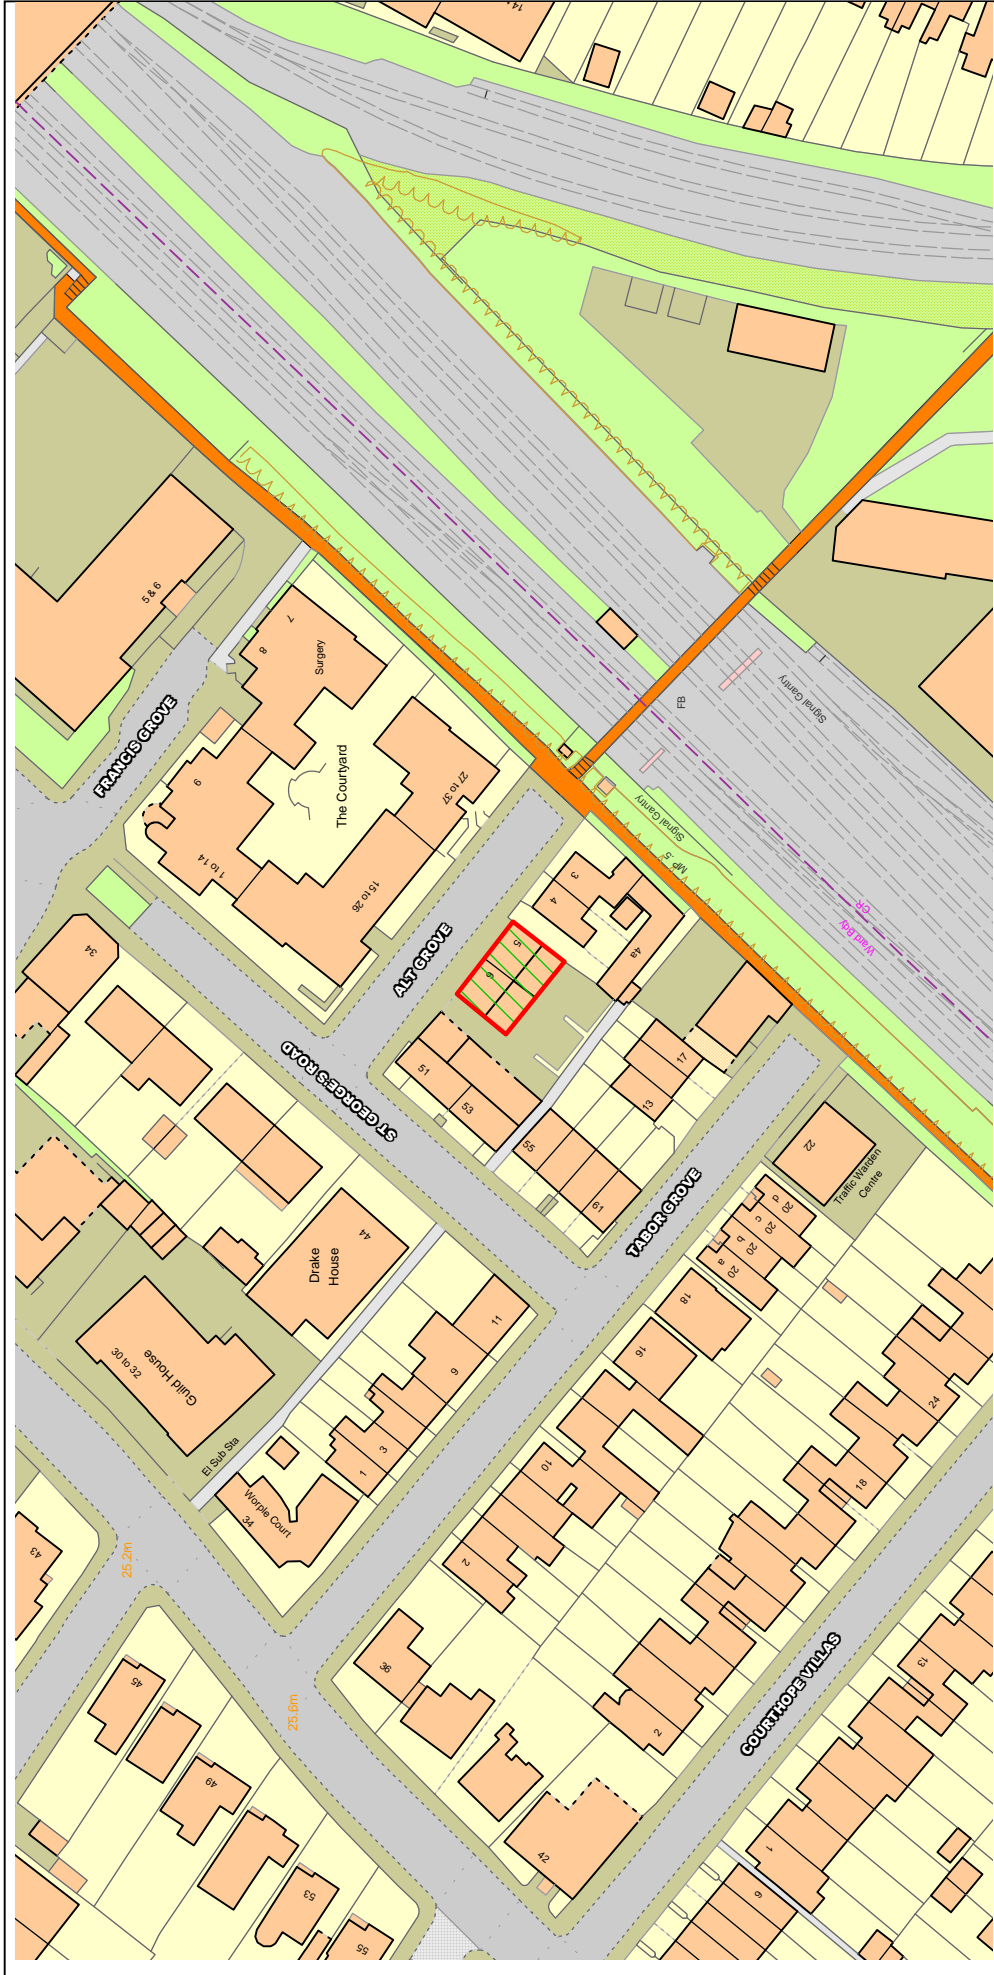 14
5 & 6
FRANCIS GROVE
7
8
Surgery
9
The Courtyard
27 to 37
1 to 14
15 to 26
FB
Signal Gantry
Signal Gantry
MP .5
CR
Ward Bdy
34
ALT GROVE
3
4
4a
5
6
ST GEORGE'S ROAD
51
53
55
61
13
17
TABOR GROVE
22
Traffic Warden
Centre
20 d
20 c
20 b
20 a
44
Drake
House
30 to 32
Guild House
El Sub Sta
11
9
3
1
Worple Court
34
18
16
10
2
24
18
2
43
25.2m
25.6m
36
45
49
53
55
42
COURTHOPE VILLAS
13
1
6